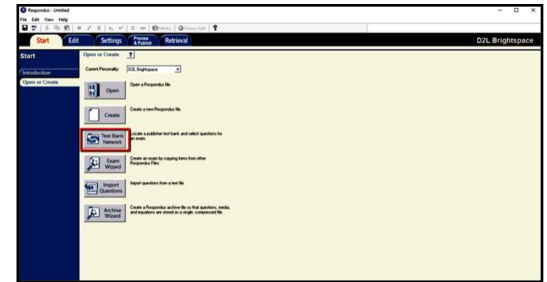 Respondus - Untitled
File Edit View Help
Start Edit Settings Preview & Publish Retrieval D2L Brightspace
Start
Introduction
Open or Create
Open or Create ?
Current Personality: D2L Brightspace
Open
Open a Respondus file.
Create
Create a new Respondus file.
Test Bank Network
Locate a publisher test bank and select questions for
an exam.
Exam Wizard
Create an exam by copying items from other
Respondus Files.
Import Questions
Import questions from a text file.
Archive Wizard
Create a Respondus archive file so that questions, media,
and equations are stored as a single, compressed file.